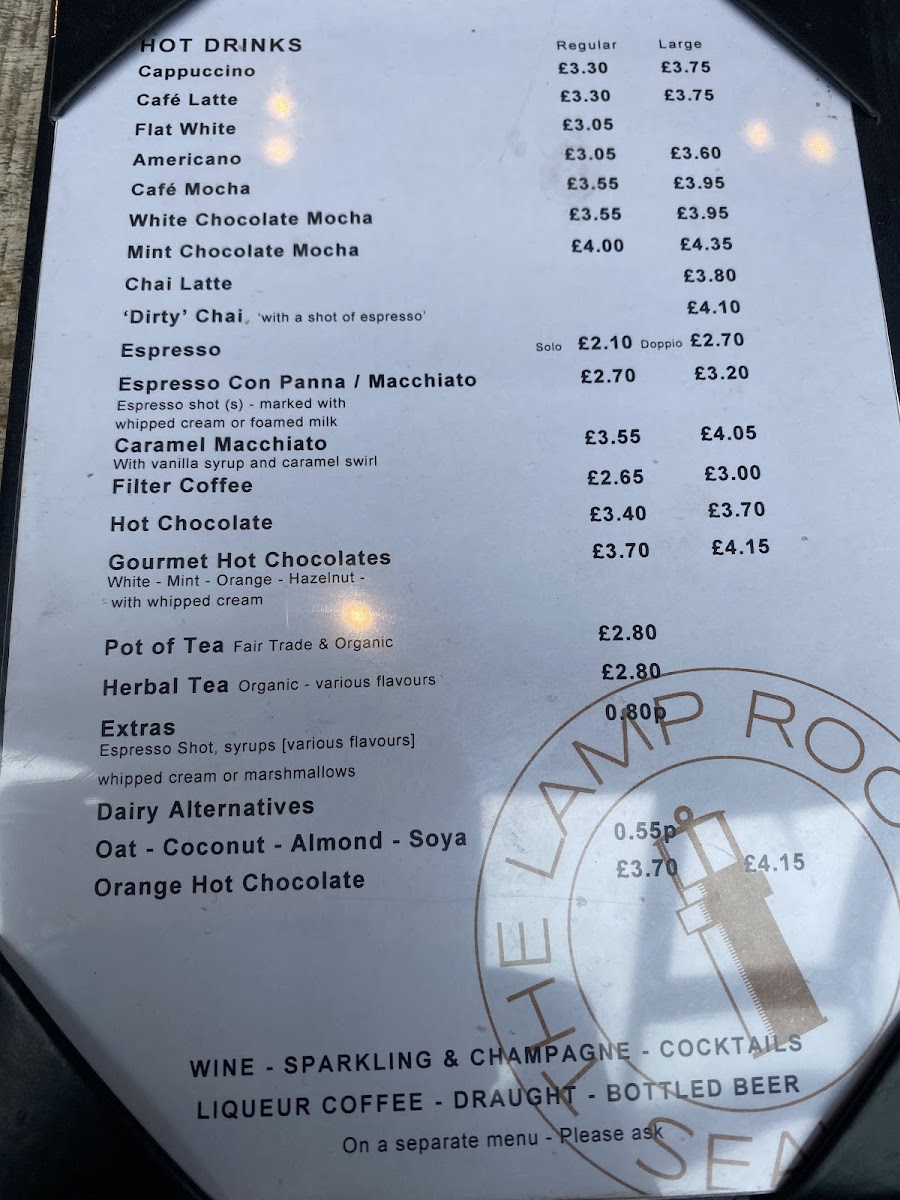 HOT DRINKS Regular Large
Cappuccino £3.30 £3.75
Café Latte £3.30 £3.75
Flat White £3.05
Americano £3.05 £3.60
Café Mocha £3.55 £3.95
White Chocolate Mocha £3.55 £3.95
Mint Chocolate Mocha £4.00 £4.35
Chai Latte £3.80
‘Dirty’ Chai ‘with a shot of espresso’ £4.10
Espresso Solo £2.10 Doppio £2.70
Espresso Con Panna / Macchiato £2.70 £3.20
Espresso shot (s) - marked with
whipped cream or foamed milk
Caramel Macchiato £3.55 £4.05
With vanilla syrup and caramel swirl
Filter Coffee £2.65 £3.00
Hot Chocolate £3.40 £3.70
Gourmet Hot Chocolates £3.70 £4.15
White - Mint - Orange - Hazelnut -
- with whipped cream
Pot of Tea Fair Trade & Organic £2.80
Herbal Tea Organic - various flavours £2.80
Extras 0.80p
Espresso Shot, syrups [various flavours]
whipped cream or marshmallows
Dairy Alternatives
Oat - Coconut - Almond - Soya 0.55p
Orange Hot Chocolate £3.70 £4.15
THE LAMP ROO
WINE - SPARKLING & CHAMPAGNE - COCKTAILS
LIQUEUR COFFEE - DRAUGHT - BOTTLED BEER
On a separate menu - Please ask